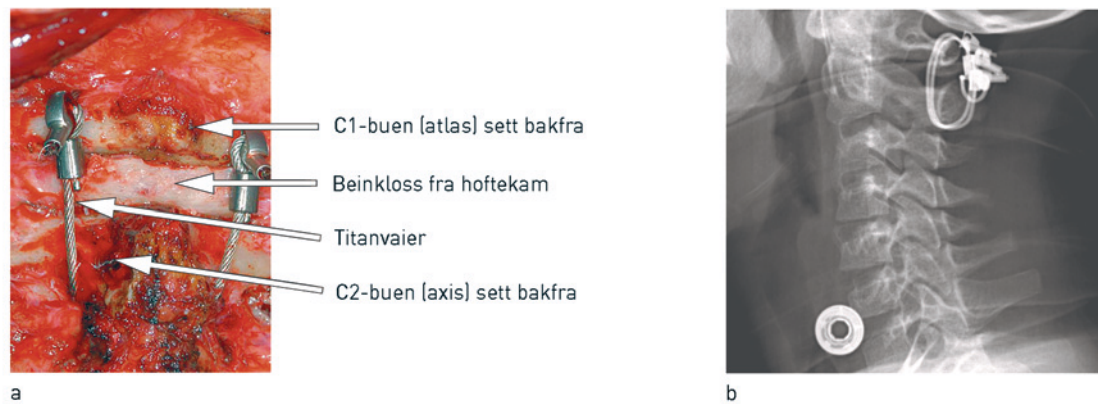 C1-buen (atlas) sett bakfra
Beinkloss fra hoftekam
Titanvaier
C2-buen (axis) sett bakfra
a
b